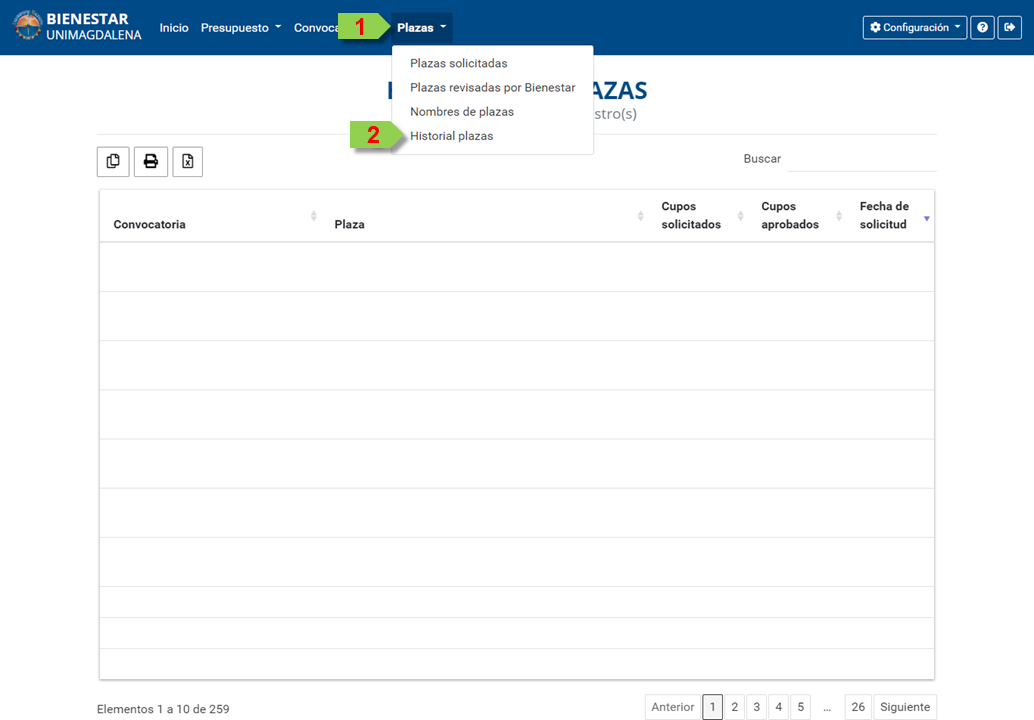 BIENESTAR
UNIMAGDALENA
Inicio Presupuesto Convoca 1 Plazas Configuración
Plazas solicitadas
Plazas revisadas por Bienestar
AZAS
Nombres de plazas
stro(s)
2 Historial plazas
Buscar
Convocatoria
Plaza
Cupos
solicitados
Cupos
aprobados
Fecha de
solicitud
Elementos 1 a 10 de 259
Anterior 1 2 3 4 5 ... 26 Siguiente